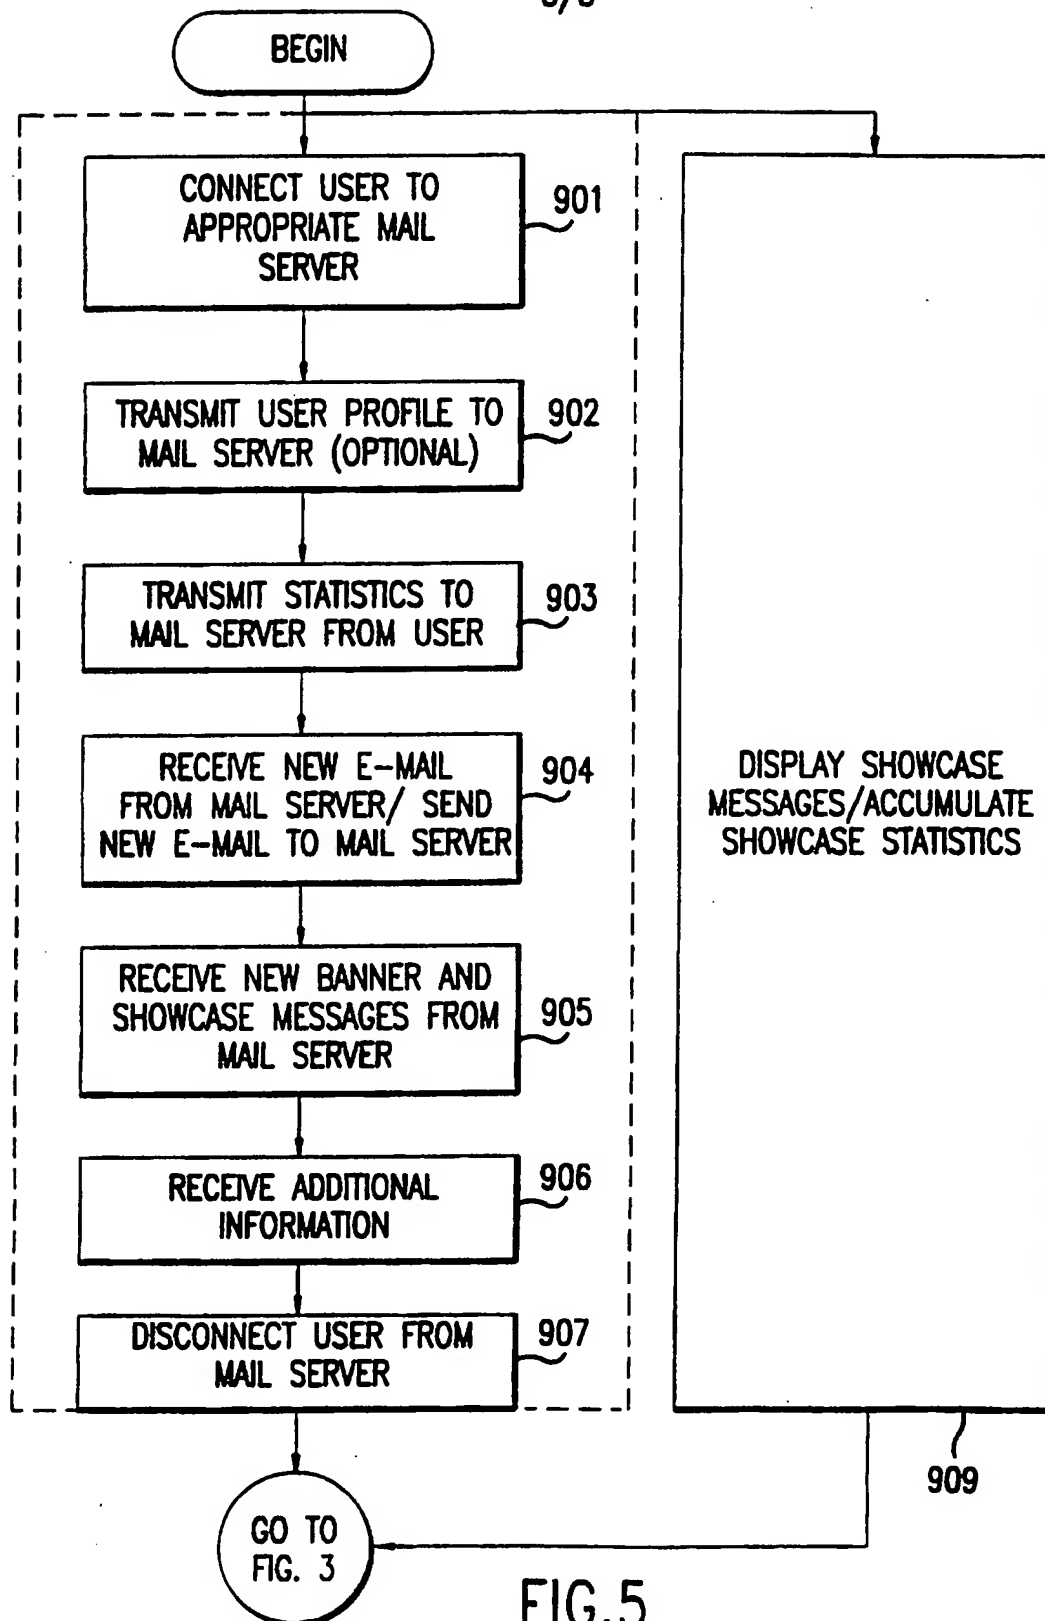 BEGIN
CONNECT USER TO
APPROPRIATE MAIL
SERVER
901
TRANSMIT USER PROFILE TO
MAIL SERVER (OPTIONAL)
902
TRANSMIT STATISTICS TO
MAIL SERVER FROM USER
903
RECEIVE NEW E-MAIL
FROM MAIL SERVER/ SEND
NEW E-MAIL TO MAIL SERVER
904
RECEIVE NEW BANNER AND
SHOWCASE MESSAGES FROM
MAIL SERVER
905
RECEIVE ADDITIONAL
INFORMATION
906
DISCONNECT USER FROM
MAIL SERVER
907
DISPLAY SHOWCASE
MESSAGES/ACCUMULATE
SHOWCASE STATISTICS
909
GO TO
FIG. 3
FIG.5